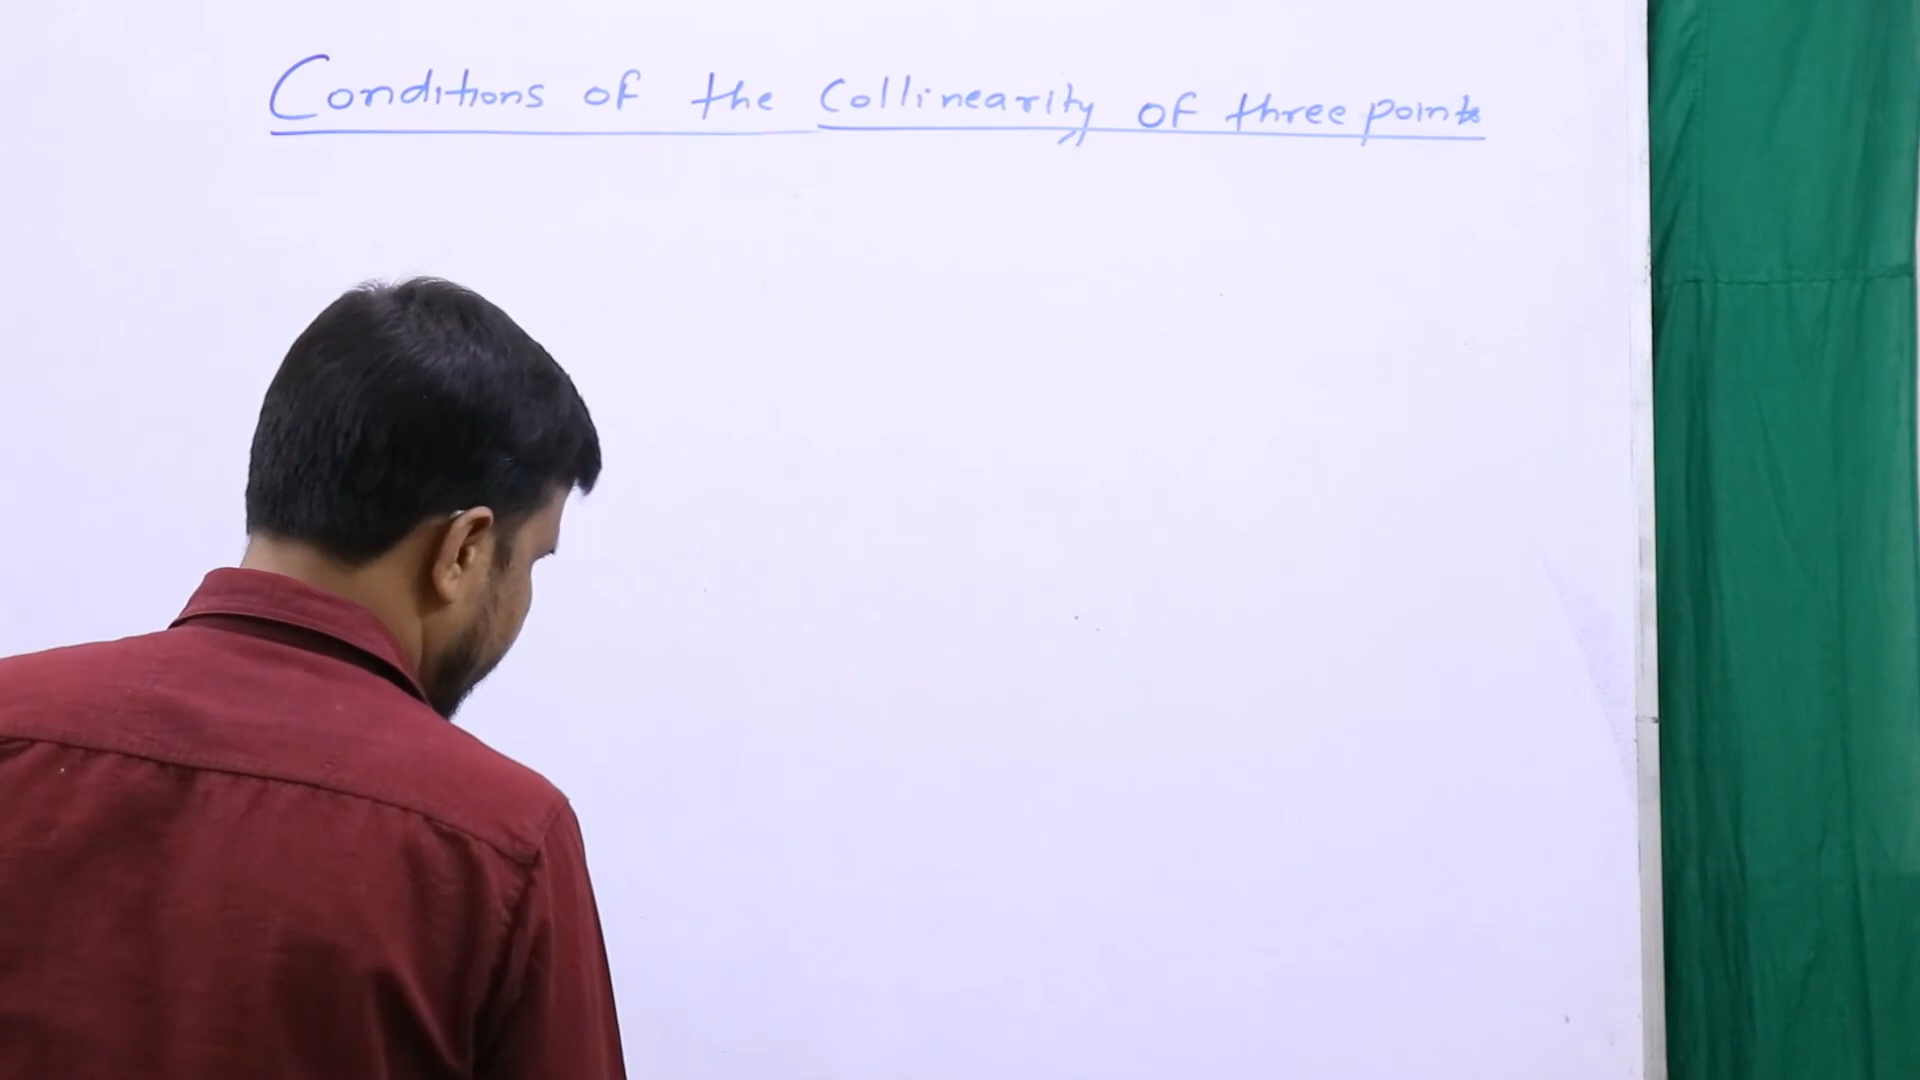 Conditions of the Collinearity of three points